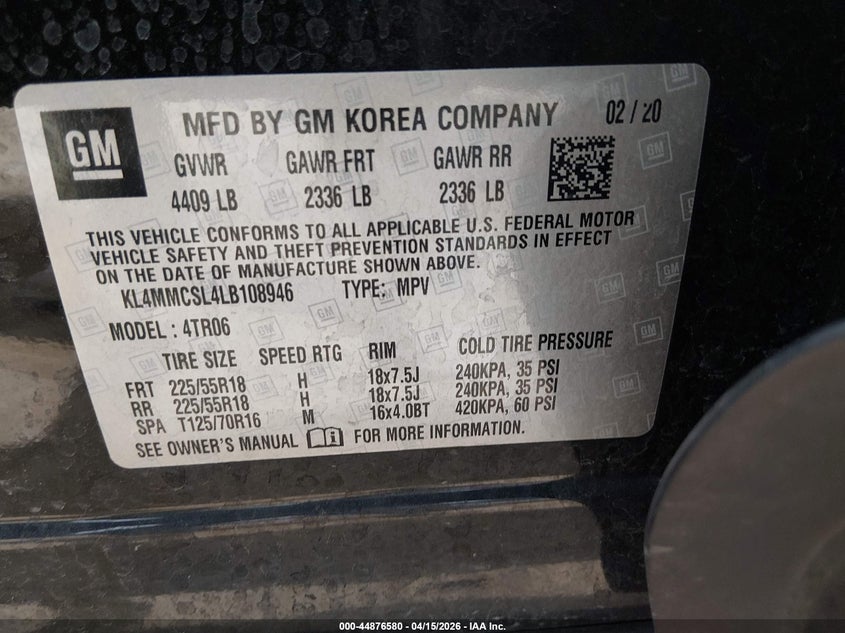 GM
MFD BY GM KOREA COMPANY 02 / 20
GVWR GAWR FRT GAWR RR
4409 LB 2336 LB 2336 LB
THIS VEHICLE CONFORMS TO ALL APPLICABLE U.S. FEDERAL MOTOR
VEHICLE SAFETY AND THEFT PREVENTION STANDARDS IN EFFECT
ON THE DATE OF MANUFACTURE SHOWN ABOVE.
KL4MMCSL4LB108946 TYPE: MPV
MODEL : 4TR06
TIRE SIZE SPEED RTG RIM COLD TIRE PRESSURE
FRT 225/55R18 H 18x7.5J 240KPA, 35 PSI
RR 225/55R18 H 18x7.5J 240KPA, 35 PSI
SPA T125/70R16 M 16x4.0BT 420KPA, 60 PSI
SEE OWNER'S MANUAL FOR MORE INFORMATION.
000-44876580 - 04/15/2026 - IAA Inc.